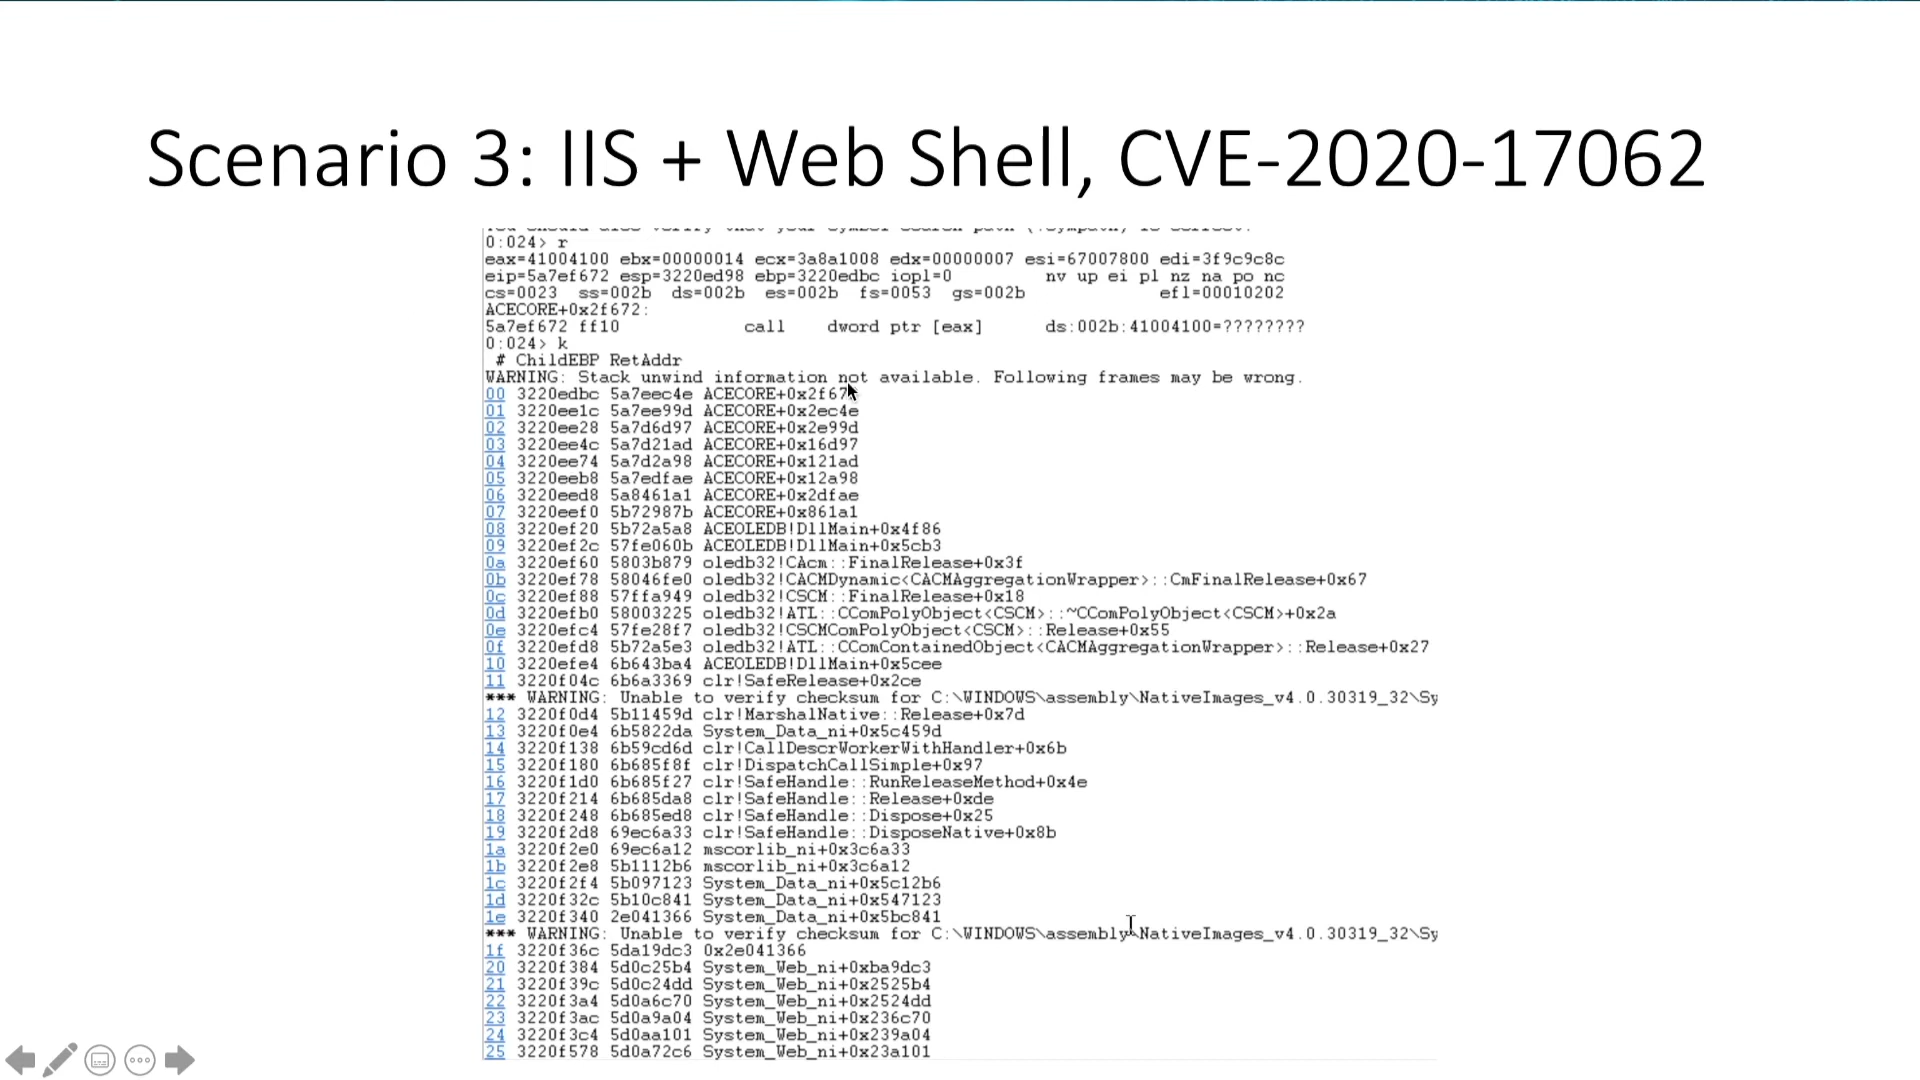 Scenario 3: IIS + Web Shell, CVE-2020-17062
You should also verify that your symbol search path (.sympath) is correct.
0:024> r
eax=41004100 ebx=00000014 ecx=3a8a1008 edx=00000007 esi=67007800 edi=3f9c9c8c
eip=5a7ef672 esp=3220ed98 ebp=3220edbc iopl=0 nv up ei pl nz na po nc
cs=0023 ss=002b ds=002b es=002b fs=0053 gs=002b efl=00010202
ACECORE+0x2f672:
5a7ef672 ff10 call dword ptr [eax] ds:002b:41004100=????????
0:024> k
# ChildEBP RetAddr
WARNING: Stack unwind information not available. Following frames may be wrong.
00 3220edbc 5a7eec4e ACECORE+0x2f672
01 3220ee1c 5a7ee99d ACECORE+0x2ec4e
02 3220ee28 5a7d6d97 ACECORE+0x2e99d
03 3220ee4c 5a7d21ad ACECORE+0x16d97
04 3220ee74 5a7d2a98 ACECORE+0x121ad
05 3220eeb8 5a7edfae ACECORE+0x12a98
06 3220eed8 5a8461a1 ACECORE+0x2dfae
07 3220eef0 5b72987b ACECORE+0x861a1
08 3220ef20 5b72a5a8 ACEOLEDB!DllMain+0x4f86
09 3220ef2c 57fe060b ACEOLEDB!DllMain+0x5cb3
0a 3220ef60 5803b879 oledb32!CAcm::FinalRelease+0x3f
0b 3220ef78 58046fe0 oledb32!CACMDynamic<CACMAggregationWrapper>::CmFinalRelease+0x67
0c 3220ef88 57ffa949 oledb32!CSCM::FinalRelease+0x18
0d 3220efb0 58003225 oledb32!ATL::CComPolyObject<CSCM>::~CComPolyObject<CSCM>+0x2a
0e 3220efc4 57fe28f7 oledb32!CSCMComPolyObject<CSCM>::Release+0x55
0f 3220efd8 5b72a5e3 oledb32!ATL::CComContainedObject<CACMAggregationWrapper>::Release+0x27
10 3220efe4 6b643ba4 ACEOLEDB!DllMain+0x5cee
11 3220f04c 6b6a3369 clr!SafeRelease+0x2ce
*** WARNING: Unable to verify checksum for C:\WINDOWS\assembly\NativeImages_v4.0.30319_32\Sy
12 3220f0d4 5b11459d clr!MarshalNative::Release+0x7d
13 3220f0e4 6b5822da System_Data_ni+0x5c459d
14 3220f138 6b59cd6d clr!CallDescrWorkerWithHandler+0x6b
15 3220f180 6b685f8f clr!DispatchCallSimple+0x97
16 3220f1d0 6b685f27 clr!SafeHandle::RunReleaseMethod+0x4e
17 3220f214 6b685da8 clr!SafeHandle::Release+0xde
18 3220f248 6b685ed8 clr!SafeHandle::Dispose+0x25
19 3220f2d8 69ec6a33 clr!SafeHandle::DisposeNative+0x8b
1a 3220f2e0 69ec6a12 mscorlib_ni+0x3c6a33
1b 3220f2e8 5b1112b6 mscorlib_ni+0x3c6a12
1c 3220f2f4 5b097123 System_Data_ni+0x5c12b6
1d 3220f32c 5b10c841 System_Data_ni+0x547123
1e 3220f340 2e041366 System_Data_ni+0x5bc841
*** WARNING: Unable to verify checksum for C:\WINDOWS\assembly\NativeImages_v4.0.30319_32\Sy
1f 3220f36c 5da19dc3 0x2e041366
20 3220f384 5d0c25b4 System_Web_ni+0xba9dc3
21 3220f39c 5d0c24dd System_Web_ni+0x2525b4
22 3220f3a4 5d0a6c70 System_Web_ni+0x2524dd
23 3220f3ac 5d0a9a04 System_Web_ni+0x236c70
24 3220f3c4 5d0aa101 System_Web_ni+0x239a04
25 3220f578 5d0a72c6 System_Web_ni+0x23a101